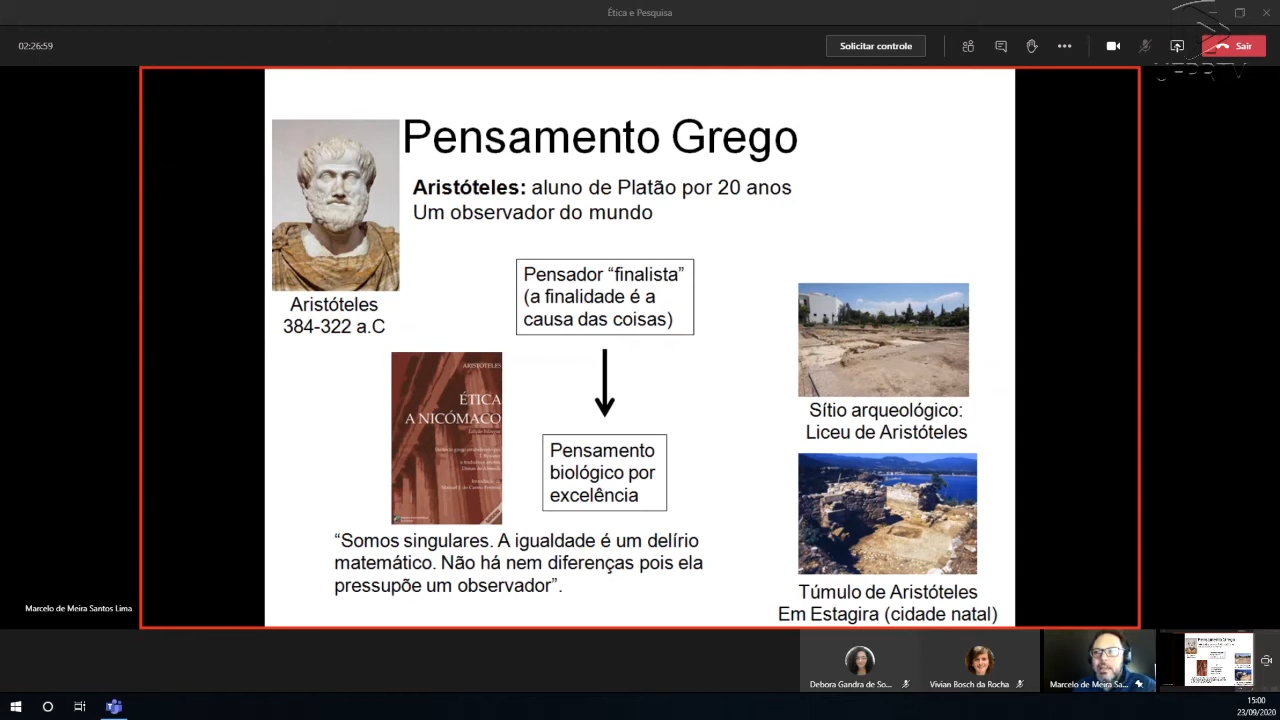 Ética e Pesquisa
02:26:59
Solicitar controle
Sair
Pensamento Grego
Aristóteles: aluno de Platão por 20 anos
Um observador do mundo
Pensador “finalista”
(a finalidade é a
causa das coisas)
Aristóteles
384-322 a.C
ARISTÓTELES
ÉTICA
A NICÓMACO
Pensamento
biológico por
excelência
Sítio arqueológico:
Liceu de Aristóteles
“Somos singulares. A igualdade é um delírio
matemático. Não há nem diferenças pois ela
pressupõe um observador”.
Túmulo de Aristóteles
Em Estagira (cidade natal)
Marcelo de Meira Santos Lima
Debora Gandra de So...
Vivian Bosch da Rocha
Marcelo de Meira Sa...
Pensamento Grego
15:00
23/09/2020